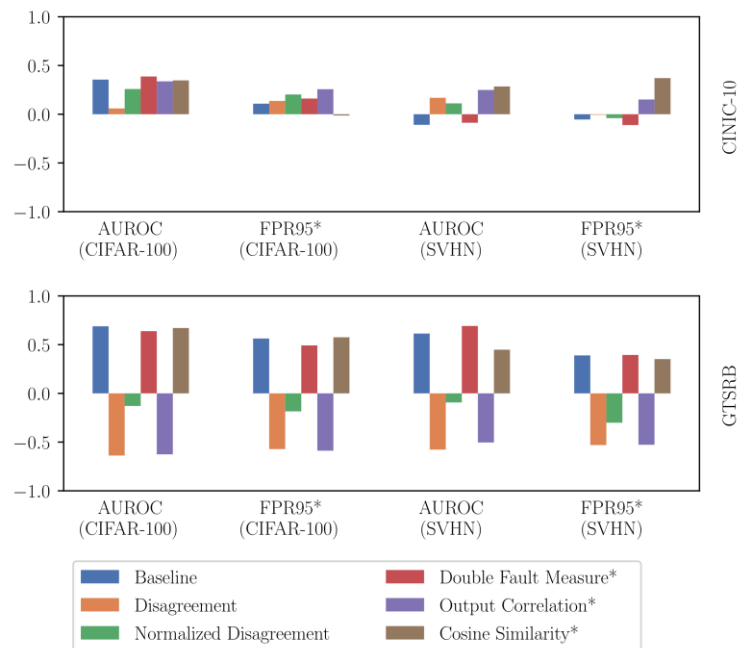 1.0
0.5
0.0
−0.5
−1.0
AUROC
(CIFAR-100)
FPR95*
(CIFAR-100)
AUROC
(SVHN)
FPR95*
(SVHN)
CINIC-10
1.0
0.5
0.0
−0.5
−1.0
AUROC
(CIFAR-100)
FPR95*
(CIFAR-100)
AUROC
(SVHN)
FPR95*
(SVHN)
GTSRB
Baseline
Disagreement
Normalized Disagreement
Double Fault Measure*
Output Correlation*
Cosine Similarity*